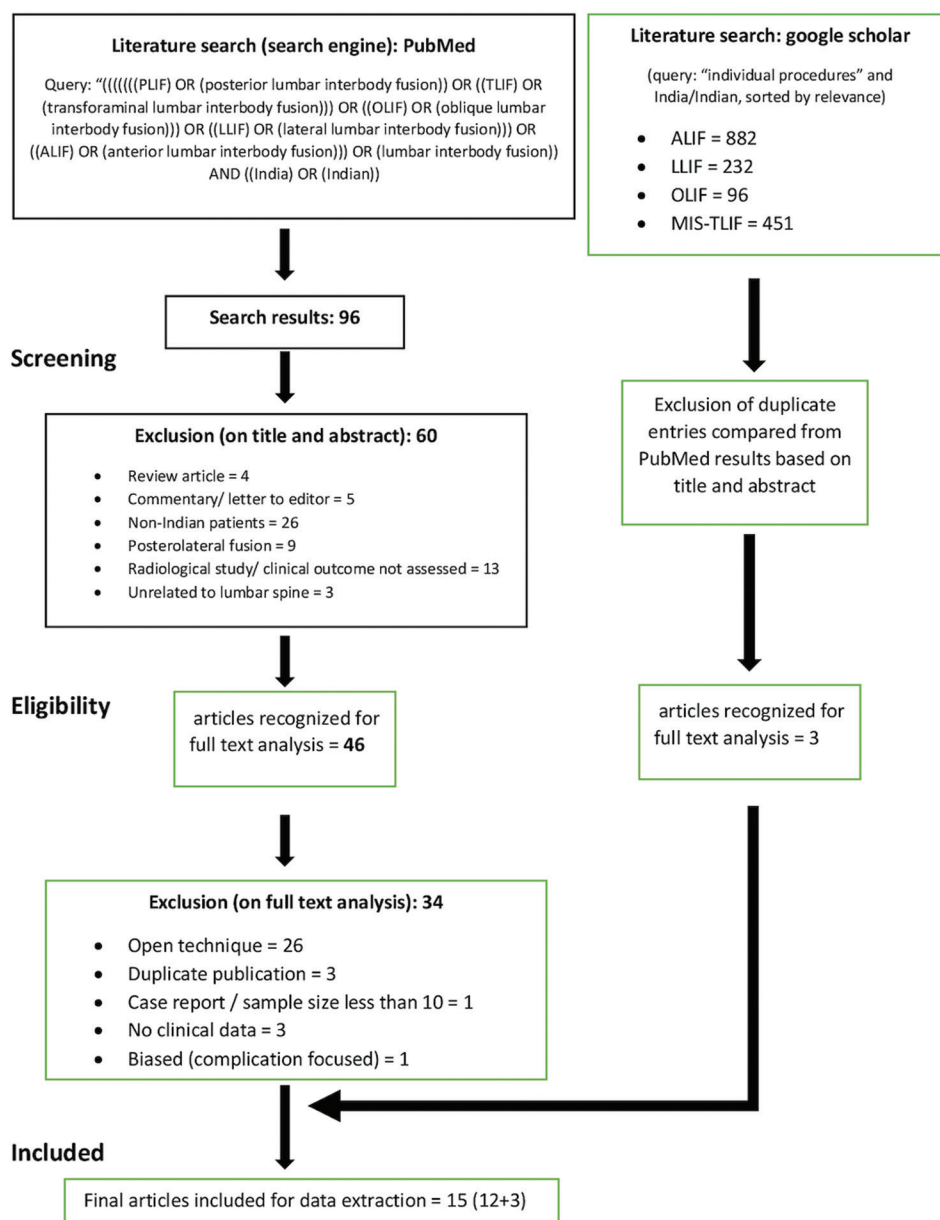 Literature search (search engine): PubMed
Query: “(((((((PLIF) OR (posterior lumbar interbody fusion)) OR ((TLIF) OR
(transforaminal lumbar interbody fusion))) OR ((OLIF) OR (oblique lumbar
interbody fusion))) OR ((LLIF) OR (lateral lumbar interbody fusion))) OR
((ALIF) OR (anterior lumbar interbody fusion))) OR (lumbar interbody fusion))
AND ((India) OR (Indian))
Literature search: google scholar
(query: “individual procedures” and
India/Indian, sorted by relevance)
• ALIF = 882
• LLIF = 232
• OLIF = 96
• MIS-TLIF = 451
Search results: 96
Screening
Exclusion (on title and abstract): 60
• Review article = 4
• Commentary/ letter to editor = 5
• Non-Indian patients = 26
• Posterolateral fusion = 9
• Radiological study/ clinical outcome not assessed = 13
• Unrelated to lumbar spine = 3
Exclusion of duplicate
entries compared from
PubMed results based on
title and abstract
Eligibility
articles recognized for
full text analysis = 46
articles recognized for
full text analysis = 3
Exclusion (on full text analysis): 34
• Open technique = 26
• Duplicate publication = 3
• Case report / sample size less than 10 = 1
• No clinical data = 3
• Biased (complication focused) = 1
Included
Final articles included for data extraction = 15 (12+3)